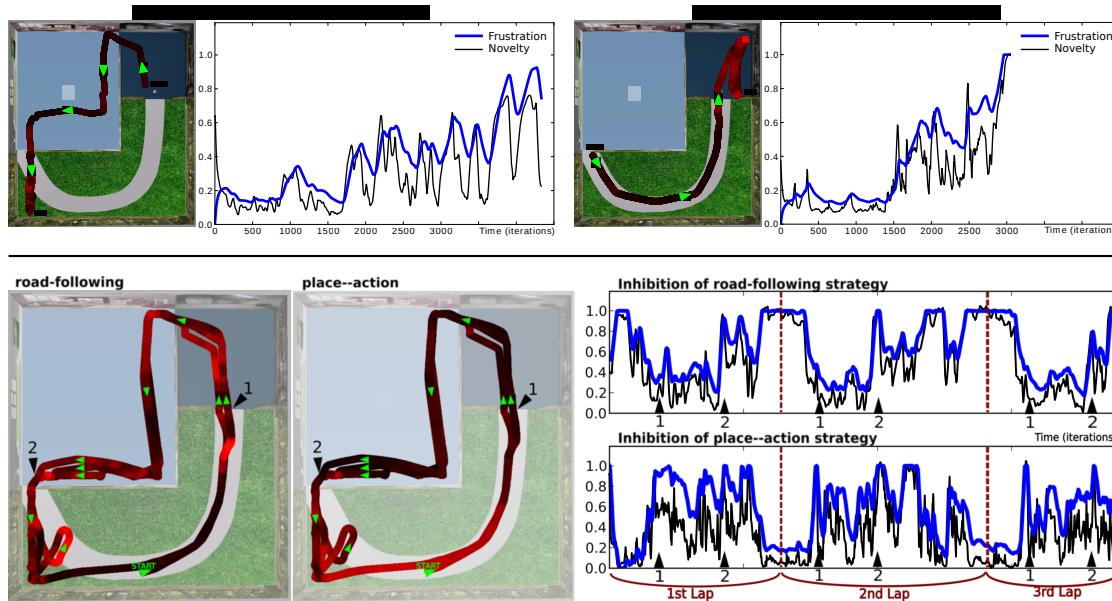 Frustration
Novelty
1.0
0.8
0.6
0.4
0.2
0.0
0 500 1000 1500 2000 2500 3000 3500 Time (iterations)
Frustration
Novelty
1.0
0.8
0.6
0.4
0.2
0.0
0 500 1000 1500 2000 2500 3000 Time (iterations)
road-following
1
2
START
place--action
1
2
START
Inhibition of road-following strategy
1.0
0.8
0.6
0.4
0.2
0.0
1 2 1 2 1 2
Time (iterations
Inhibition of place--action strategy
1.0
0.8
0.6
0.4
0.2
0.0
1 2 1 2 1 2
1st Lap 2nd Lap 3rd Lap